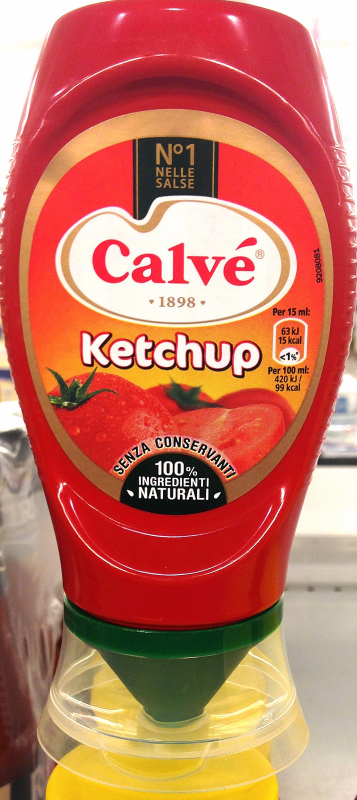 N°1
NELLE
SALSE
Calvé®
• 1898 •
Ketchup
9208081
Per 15 ml:
63 kJ
15 kcal
<1%*
Per 100 ml:
420 kJ /
99 kcal
SENZA CONSERVANTI
100%
INGREDIENTI
NATURALI